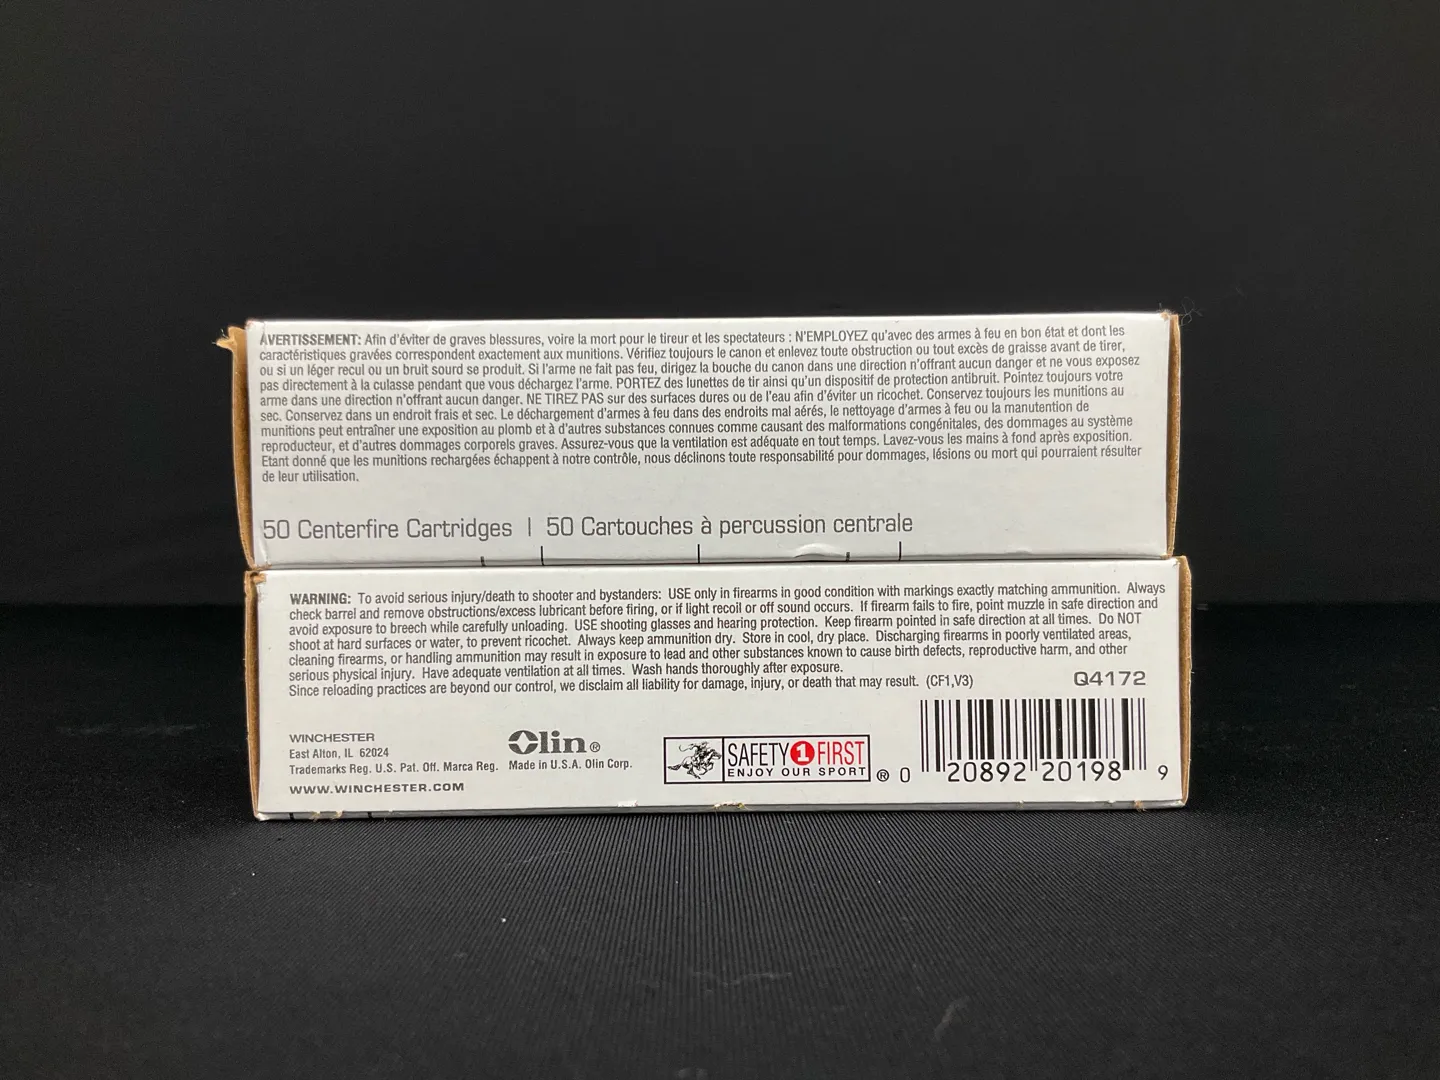 AVERTISSEMENT: Afin d'éviter de graves blessures, voire la mort pour le tireur et les spectateurs : N'EMPLOYEZ qu'avec des armes à feu en bon état et dont les
caractéristiques gravées correspondent exactement aux munitions. Vérifiez toujours le canon et enlevez toute obstruction ou tout excès de graisse avant de tirer,
ou si un léger recul ou un bruit sourd se produit. Si l'arme ne fait pas feu, dirigez la bouche du canon dans une direction n'offrant aucun danger et ne vous exposez
pas directement à la culasse pendant que vous déchargez l'arme. PORTEZ des lunettes de tir ainsi qu'un dispositif de protection antibruit. Pointez toujours votre
arme dans une direction n'offrant aucun danger. NE TIREZ PAS sur des surfaces dures ou de l'eau afin d'éviter un ricochet. Conservez toujours les munitions au
sec. Conservez dans un endroit frais et sec. Le déchargement d'armes à feu dans des endroits mal aérés, le nettoyage d'armes à feu ou la manutention de
munitions peut entraîner une exposition au plomb et à d'autres substances connues comme causant des malformations congénitales, des dommages au système
reproducteur, et d'autres dommages corporels graves. Assurez-vous que la ventilation est adéquate en tout temps. Lavez-vous les mains à fond après exposition.
Etant donné que les munitions rechargées échappent à notre contrôle, nous déclinons toute responsabilité pour dommages, lésions ou mort qui pourraient résulter
de leur utilisation.
50 Centerfire Cartridges | 50 Cartouches à percussion centrale
WARNING: To avoid serious injury/death to shooter and bystanders: USE only in firearms in good condition with markings exactly matching ammunition. Always
check barrel and remove obstructions/excess lubricant before firing, or if light recoil or off sound occurs. If firearm fails to fire, point muzzle in safe direction and
avoid exposure to breech while carefully unloading. USE shooting glasses and hearing protection. Keep firearm pointed in safe direction at all times. Do NOT
shoot at hard surfaces or water, to prevent ricochet. Always keep ammunition dry. Store in cool, dry place. Discharging firearms in poorly ventilated areas,
cleaning firearms, or handling ammunition may result in exposure to lead and other substances known to cause birth defects, reproductive harm, and other
serious physical injury. Have adequate ventilation at all times. Wash hands thoroughly after exposure.
Since reloading practices are beyond our control, we disclaim all liability for damage, injury, or death that may result. (CF1,V3)
Q4172
WINCHESTER
East Alton, IL 62024
Trademarks Reg. U.S. Pat. Off. Marca Reg.
WWW.WINCHESTER.COM
Olin®
Made in U.S.A. Olin Corp.
SAFETY 1 FIRST
ENJOY OUR SPORT ®
0 20892 20198 9